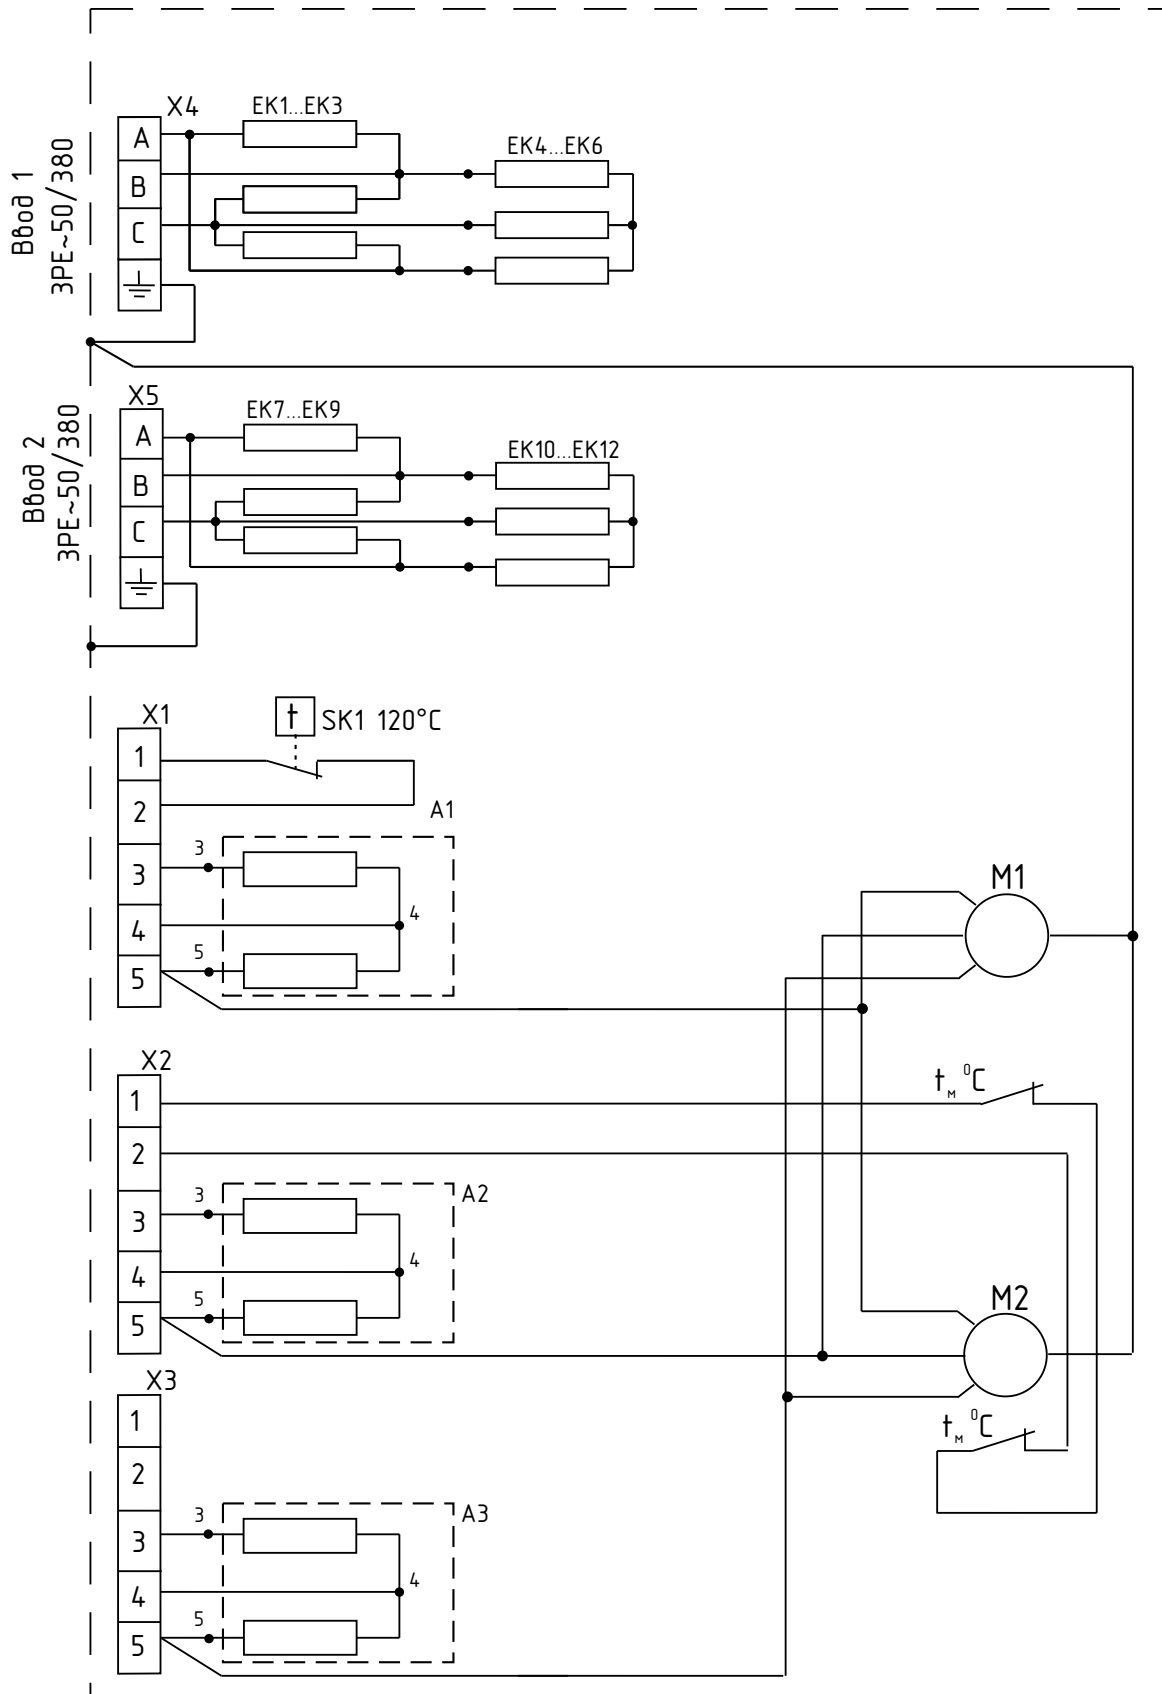 Ввод 1
3PE~50/380
X4
EK1...EK3
A
B
C
EK4...EK6
Ввод 2
3PE~50/380
X5
EK7...EK9
A
B
C
EK10...EK12
X1
t SK1 120°C
1
2
A1
3
3
4
4
5
5
M1
X2
1
t м °C
2
A2
3
3
4
4
5
5
M2
X3
1
t м °C
2
A3
3
3
4
4
5
5